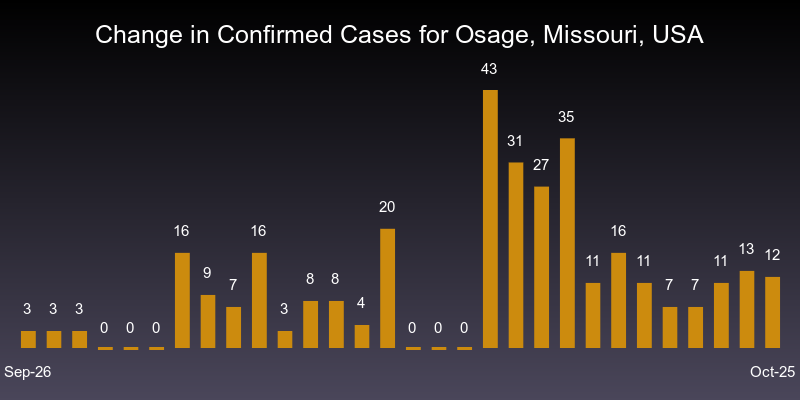 Change in Confirmed Cases for Osage, Missouri, USA
3 3 3 0 0 0 16 9 7 16 3 8 8 4 20 0 0 0 43 31 27 35 11 16 11 7 7 11 13 12
Sep-26 Oct-25